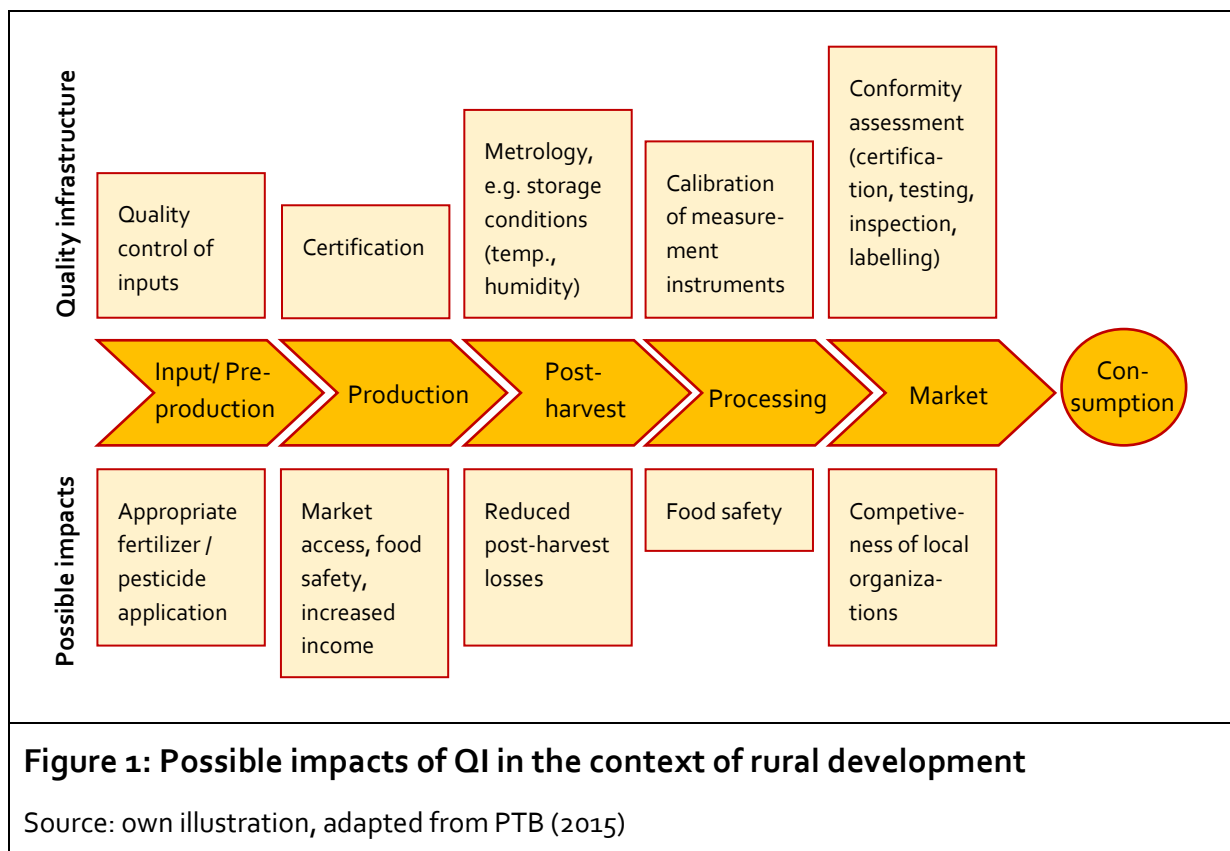 Quality infrastructure
Quality
control of
inputs
Certification
Metrology,
e.g. storage
conditions
(temp.,
humidity)
Calibration
of measure-
ment
instruments
Conformity
assessment
(certifica-
tion, testing,
inspection,
labelling)
Input/ Pre-
production
Production
Post-
harvest
Processing
Market
Con-
sumption
Possible impacts
Appropriate
fertilizer /
pesticide
application
Market
access, food
safety,
increased
income
Reduced
post-harvest
losses
Food safety
Competive-
ness of local
organiza-
tions
Figure 1: Possible impacts of QI in the context of rural development
Source: own illustration, adapted from PTB (2015)